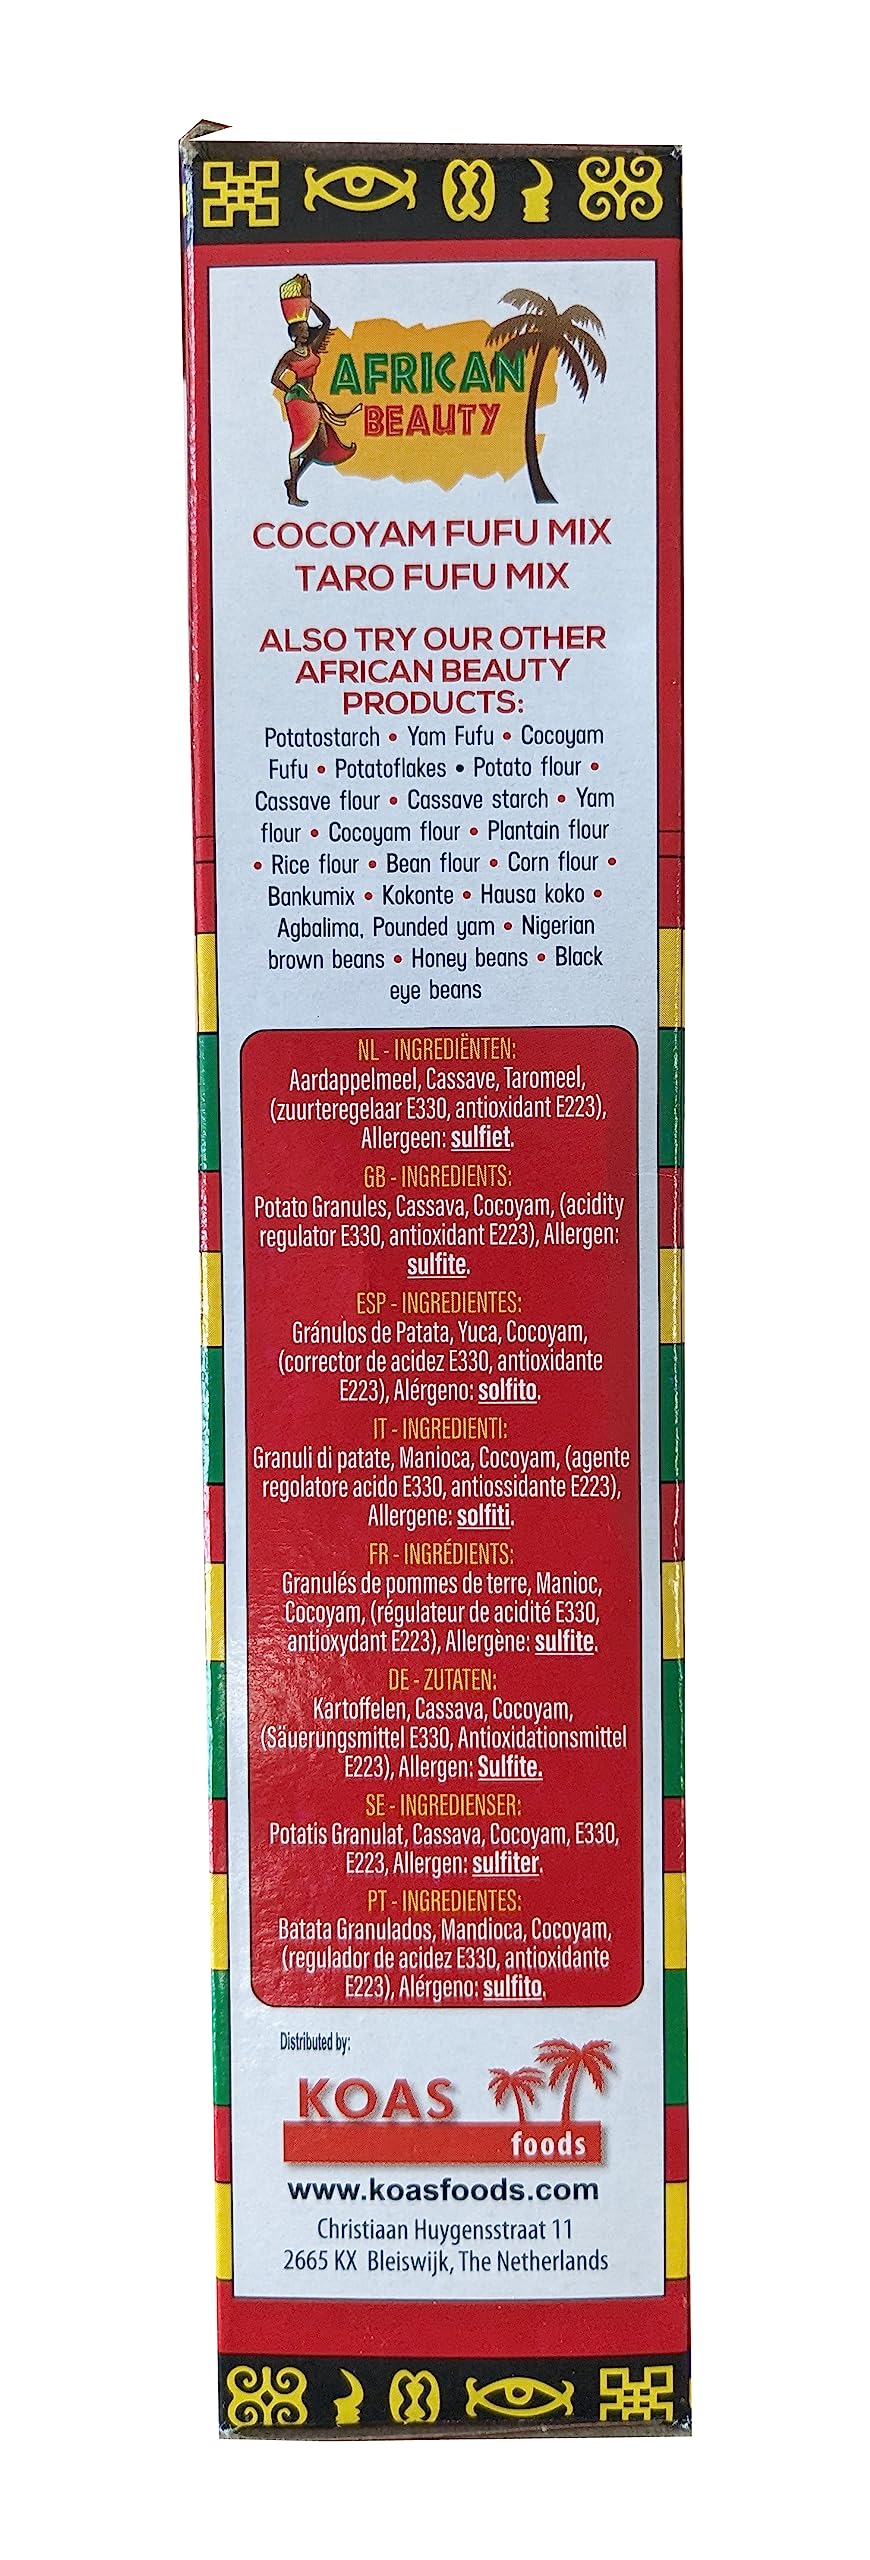 AFRICAN
BEAUTY
COCOYAM FUFU MIX
TARO FUFU MIX
ALSO TRY OUR OTHER
AFRICAN BEAUTY
PRODUCTS:
Potatostarch • Yam Fufu • Cocoyam
Fufu • Potatoflakes • Potato flour •
Cassave flour • Cassave starch • Yam
flour • Cocoyam flour • Plantain flour
• Rice flour • Bean flour • Corn flour •
Bankumix • Kokonte • Hausa koko •
Agbalima, Pounded yam • Nigerian
brown beans • Honey beans • Black
eye beans
NL - INGREDIËNTEN:
Aardappelmeel, Cassave, Taromeel,
(zuurteregelaar E330, antioxidant E223),
Allergeen: sulfiet.
GB - INGREDIENTS:
Potato Granules, Cassava, Cocoyam, (acidity
regulator E330, antioxidant E223), Allergen:
sulfite.
ESP - INGREDIENTES:
Gránulos de Patata, Yuca, Cocoyam,
(corrector de acidez E330, antioxidante
E223), Alérgeno: solfito.
IT - INGREDIENTI:
Granuli di patate, Manioca, Cocoyam, (agente
regolatore acido E330, antiossidante E223),
Allergene: solfiti.
FR - INGRÉDIENTS:
Granulés de pommes de terre, Manioc,
Cocoyam, (régulateur de acidité E330,
antioxydant E223), Allergène: sulfite.
DE - ZUTATEN:
Kartoffelen, Cassava, Cocoyam,
(Säuerungsmittel E330, Antioxidationsmittel
E223), Allergen: Sulfite.
SE - INGREDIENSER:
Potatis Granulat, Cassava, Cocoyam, E330,
E223, Allergen: sulfiter.
PT - INGREDIENTES:
Batata Granulados, Mandioca, Cocoyam,
(regulador de acidez E330, antioxidante
E223), Alérgeno: sulfito.
Distributed by:
KOAS
foods
www.koasfoods.com
Christiaan Huygensstraat 11
2665 KX Bleiswijk, The Netherlands